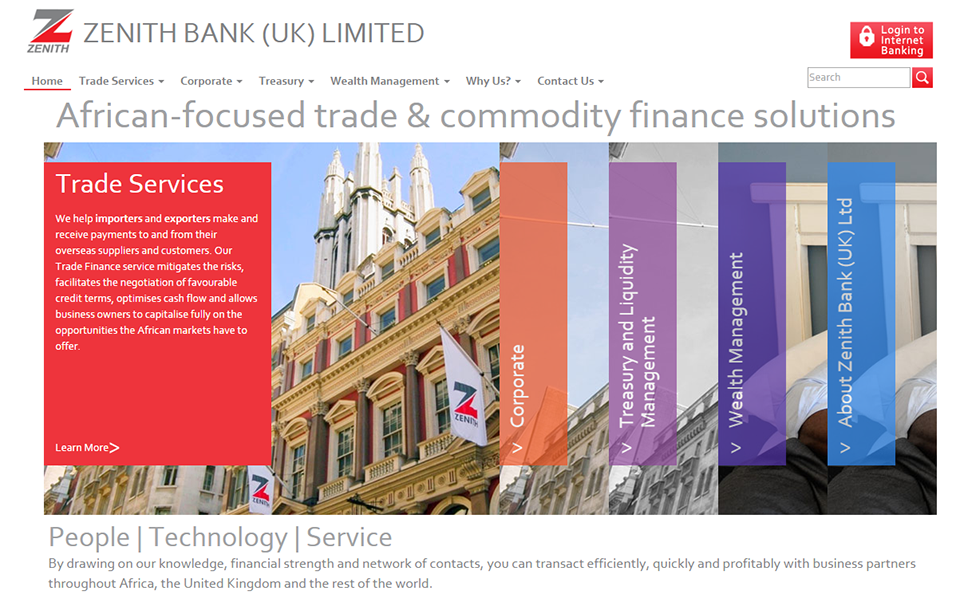 ZENITH
ZENITH BANK (UK) LIMITED
Login to
Internet
Banking
Home
Trade Services
Corporate
Treasury
Wealth Management
Why Us?
Contact Us
Search
African-focused trade & commodity finance solutions
Trade Services
We help importers and exporters make and
receive payments to and from their
overseas suppliers and customers. Our
Trade Finance service mitigates the risks,
facilitates the negotiation of favourable
credit terms, optimises cash flow and allows
business owners to capitalise fully on the
opportunities the African markets have to
offer.
Learn More>
ZENITH
ZENITH
> Corporate
> Treasury and Liquidity
Management
> Wealth Management
> About Zenith Bank (UK) Ltd
People | Technology | Service
By drawing on our knowledge, financial strength and network of contacts, you can transact efficiently, quickly and profitably with business partners
throughout Africa, the United Kingdom and the rest of the world.